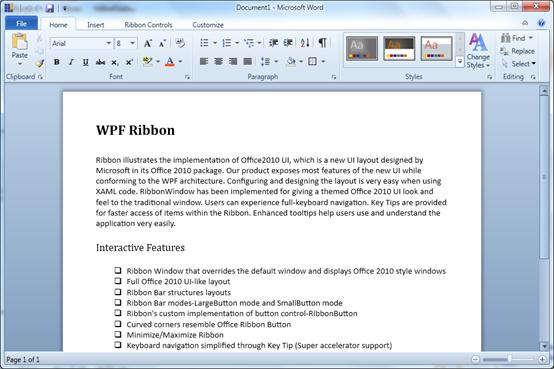 Document1 - Microsoft Word
File Home Insert Ribbon Controls Customize
Paste
Arial 8
Find
Replace
Select
Change
Styles
Clipboard Font Paragraph Styles Editing
WPF Ribbon
Ribbon illustrates the implementation of Office2010 UI, which is a new UI layout designed by
Microsoft in its Office 2010 package. Our product exposes most features of the new UI while
conforming to the WPF architecture. Configuring and designing the layout is very easy when using
XAML code. RibbonWindow has been implemented for giving a themed Office 2010 UI look and
feel to the traditional window. Users can experience full-keyboard navigation. Key Tips are provided
for faster access of items within the Ribbon. Enhanced tooltips help users use and understand the
application very easily.
Interactive Features
Ribbon Window that overrides the default window and displays Office 2010 style windows
Full Office 2010 UI-like layout
Ribbon Bar structures layouts
Ribbon Bar modes-LargeButton mode and SmallButton mode
Ribbon's custom implementation of button control-RibbonButton
Curved corners resemble Office Ribbon Button
Minimize/Maximize Ribbon
Keyboard navigation simplified through Key Tip (Super accelerator support)
Page 1 of 1